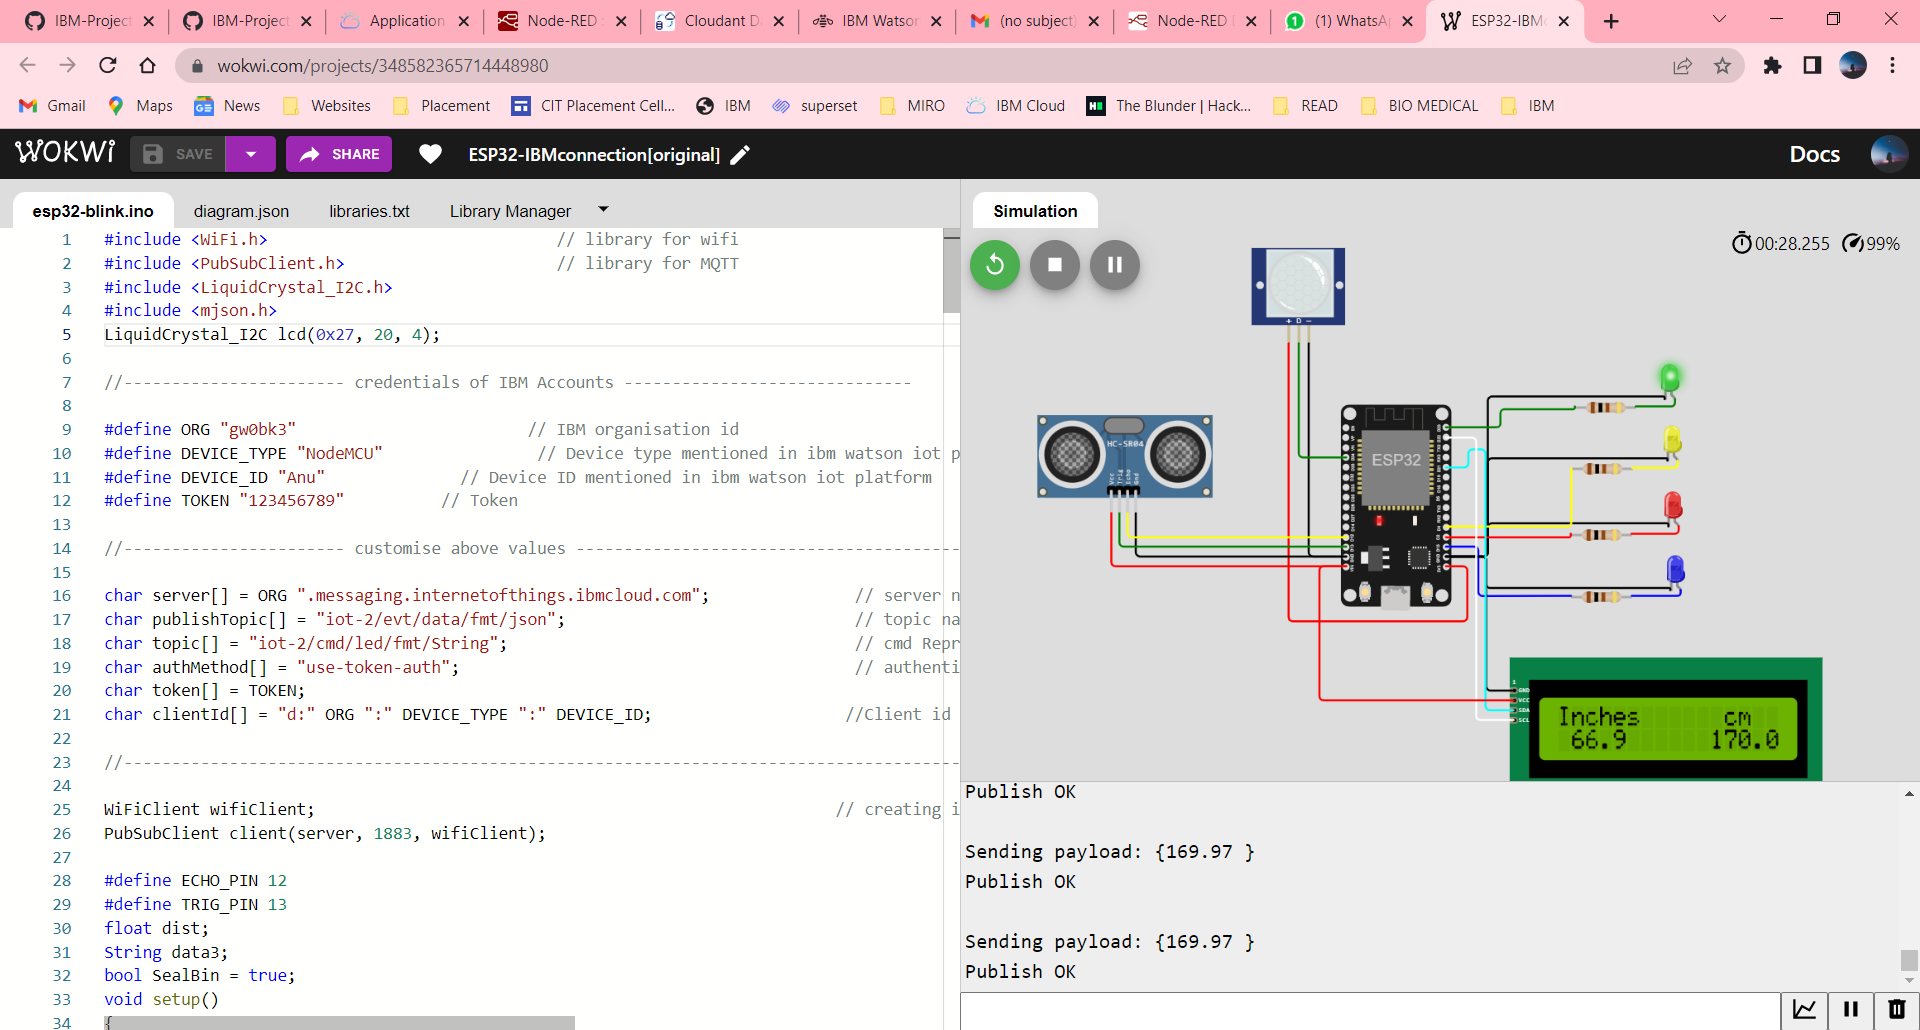 IBM-Project
IBM-Project
Application
Node-RED
Cloudant D
IBM Watson
(no subject)
Node-RED
(1) WhatsAp
ESP32-IBMc
wokwi.com/projects/348582365714448980
Gmail
Maps
News
Websites
Placement
CIT Placement Cell...
IBM
superset
MIRO
IBM Cloud
The Blunder | Hack...
READ
BIO MEDICAL
IBM
WOKWi
SAVE
SHARE
ESP32-IBMconnection[original]
Docs
esp32-blink.ino
diagram.json
libraries.txt
Library Manager
1 #include <WiFi.h> // library for wifi
2 #include <PubSubClient.h> // library for MQTT
3 #include <LiquidCrystal_I2C.h>
4 #include <mjson.h>
5 LiquidCrystal_I2C lcd(0x27, 20, 4);
6
7 //----------------------- credentials of IBM Accounts ------------------------------
8
9 #define ORG "gw0bk3" // IBM organisation id
10 #define DEVICE_TYPE "NodeMCU" // Device type mentioned in ibm watson iot p
11 #define DEVICE_ID "Anu" // Device ID mentioned in ibm watson iot platform
12 #define TOKEN "123456789" // Token
13
14 //----------------------- customise above values ----------------------------------------
15
16 char server[] = ORG ".messaging.internetofthings.ibmcloud.com"; // server n
17 char publishTopic[] = "iot-2/evt/data/fmt/json"; // topic na
18 char topic[] = "iot-2/cmd/led/fmt/String"; // cmd Repr
19 char authMethod[] = "use-token-auth"; // authenti
20 char token[] = TOKEN;
21 char clientId[] = "d:" ORG ":" DEVICE_TYPE ":" DEVICE_ID; //Client id
22
23 //---------------------------------------------------------------------------------------
24
25 WiFiClient wifiClient; // creating i
26 PubSubClient client(server, 1883, wifiClient);
27
28 #define ECHO_PIN 12
29 #define TRIG_PIN 13
30 float dist;
31 String data3;
32 bool SealBin = true;
33 void setup()
34 {
Simulation
00:28.255
99%
+ D -
HC-SR04
Vcc
Trig
Echo
Gnd
ESP32
1
GND
VCC
SDA
SCL
Inches cm
66.9 170.0
Publish OK
Sending payload: {169.97 }
Publish OK
Sending payload: {169.97 }
Publish OK